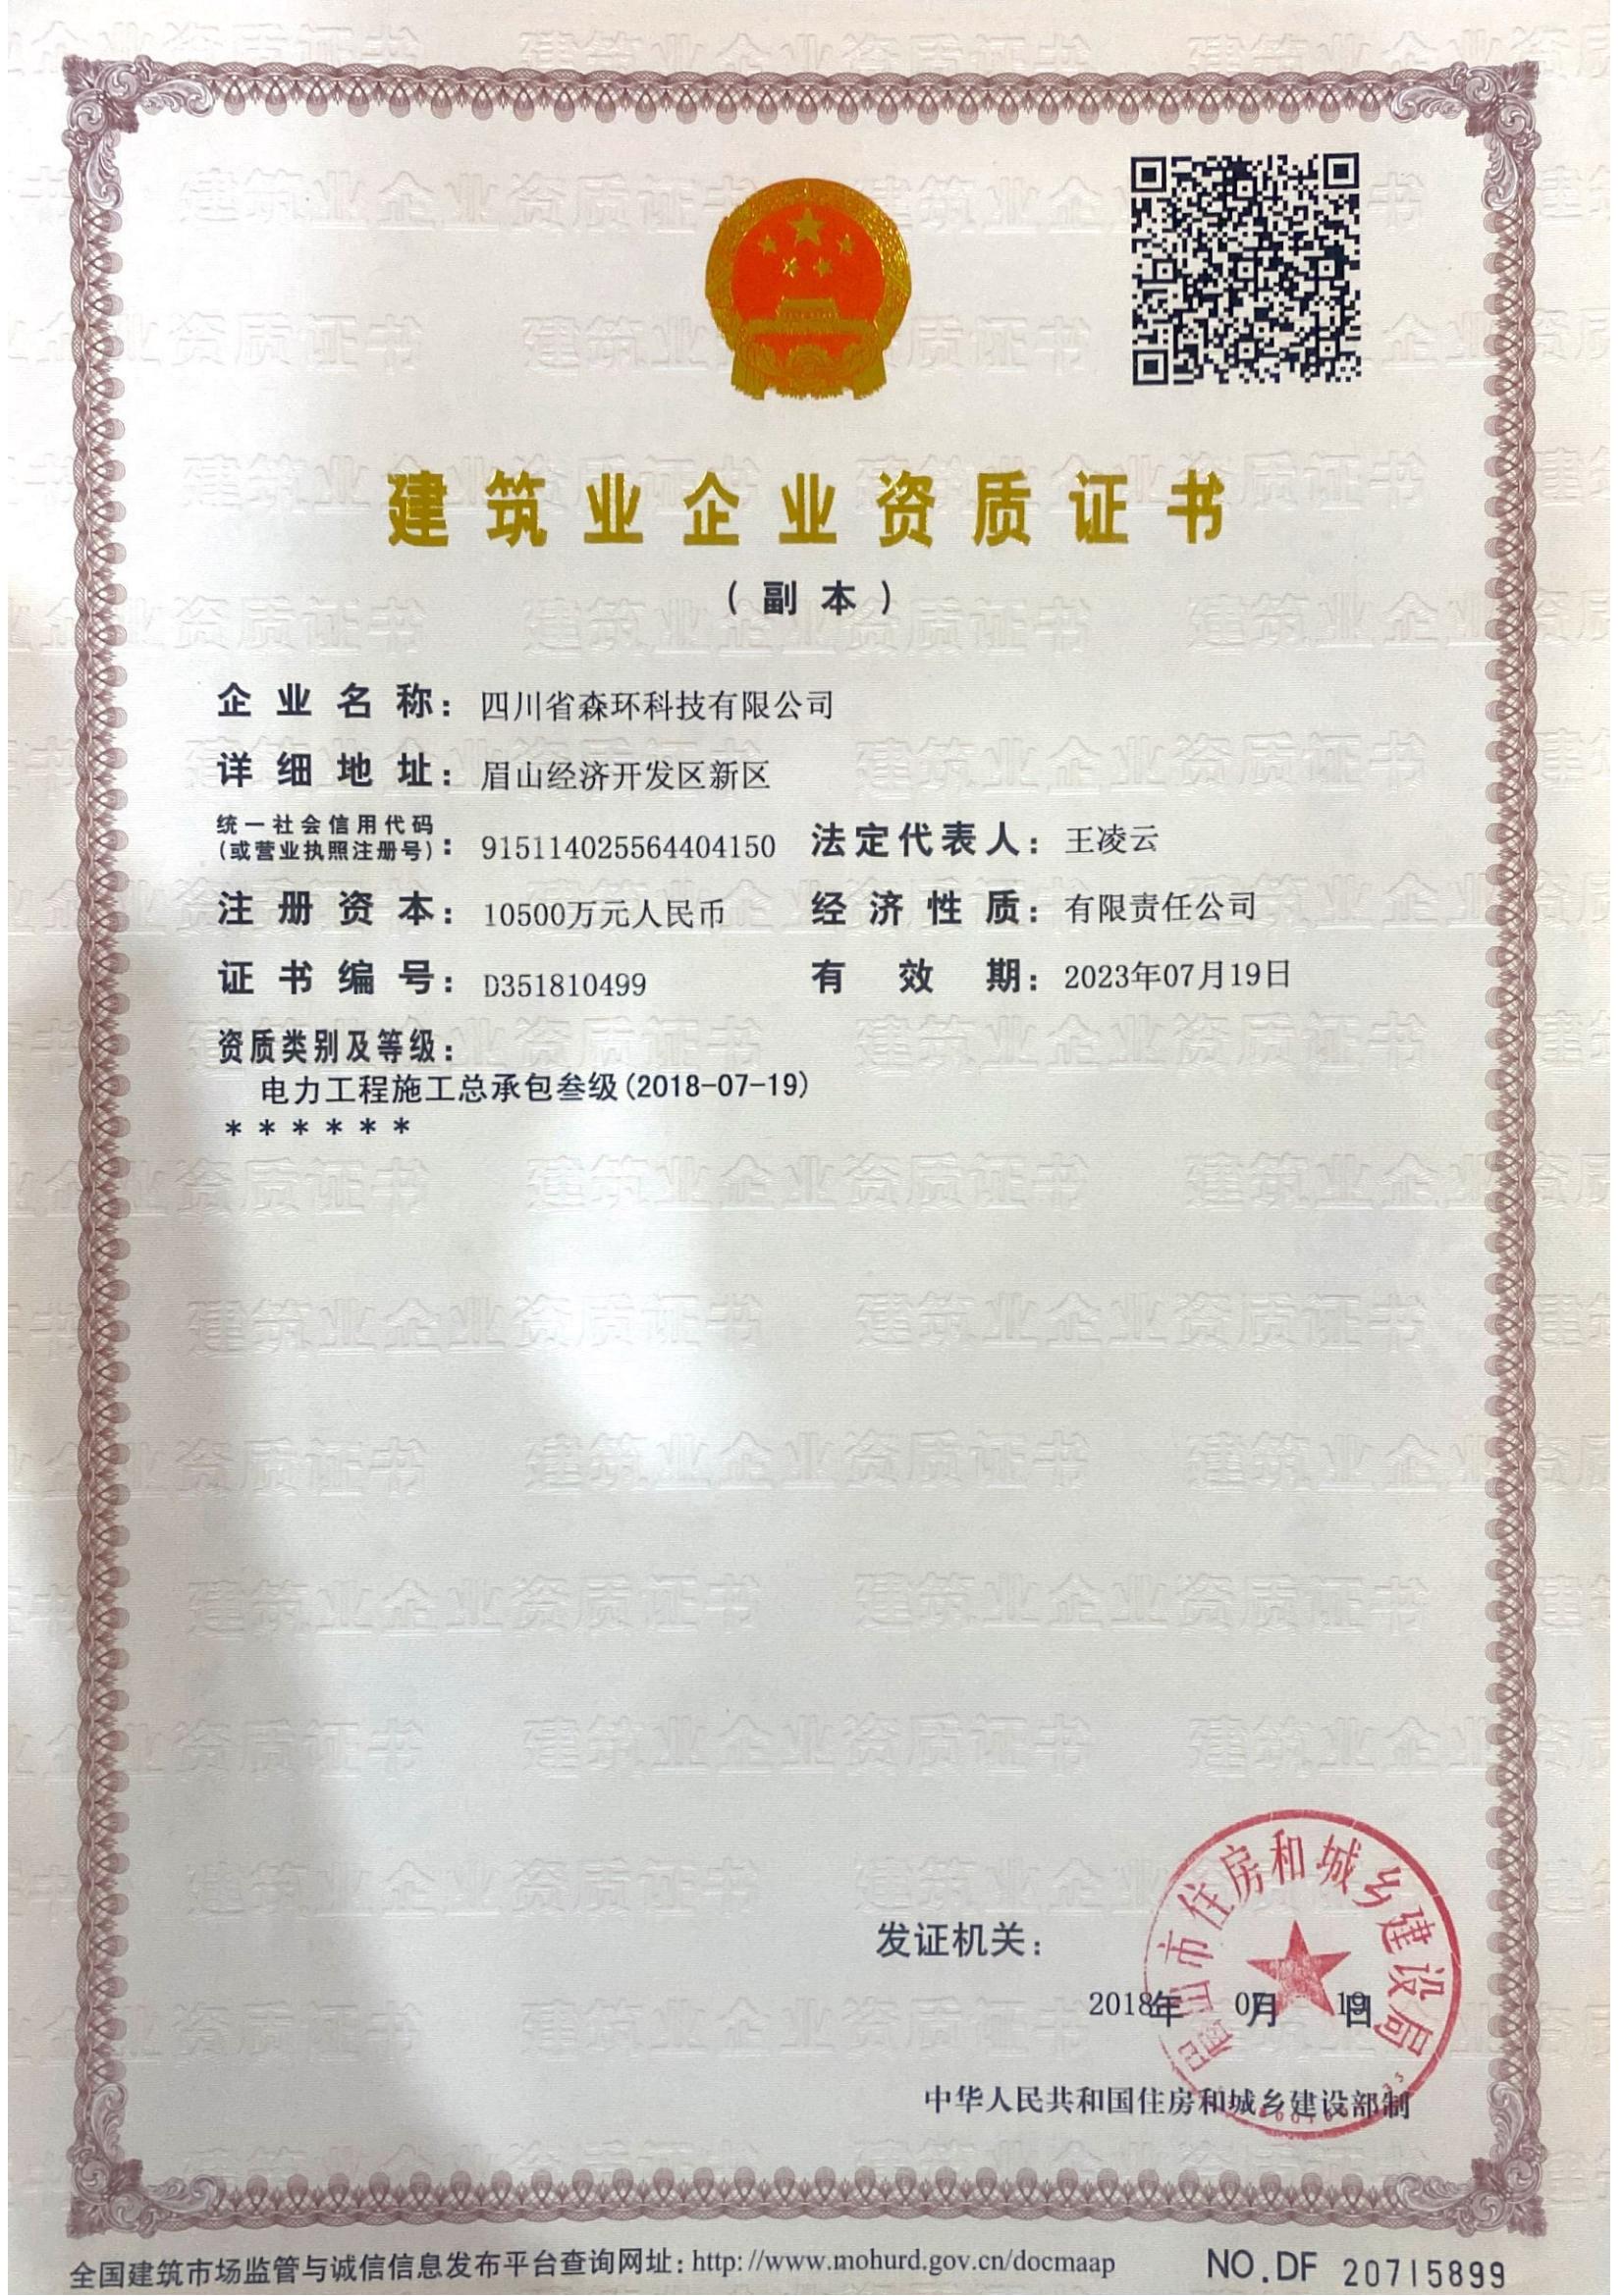 建筑业企业资质证书
（副本）
企业名称：四川省森环科技有限公司
详细地址：眉山经济开发区新区
统一社会信用代码
（或营业执照注册号）：915114025564404150 法定代表人：王凌云
注册资本：10500万元人民币 经济性质：有限责任公司
证书编号：D351810499 有效期：2023年07月19日
资质类别及等级：
电力工程施工总承包叁级(2018-07-19)
******
发证机关：
眉山市住房和城乡建设局
2018年 07月 19日
中华人民共和国住房和城乡建设部制
全国建筑市场监管与诚信信息发布平台查询网址：http://www.mohurd.gov.cn/docmaap NO.DF 20715899